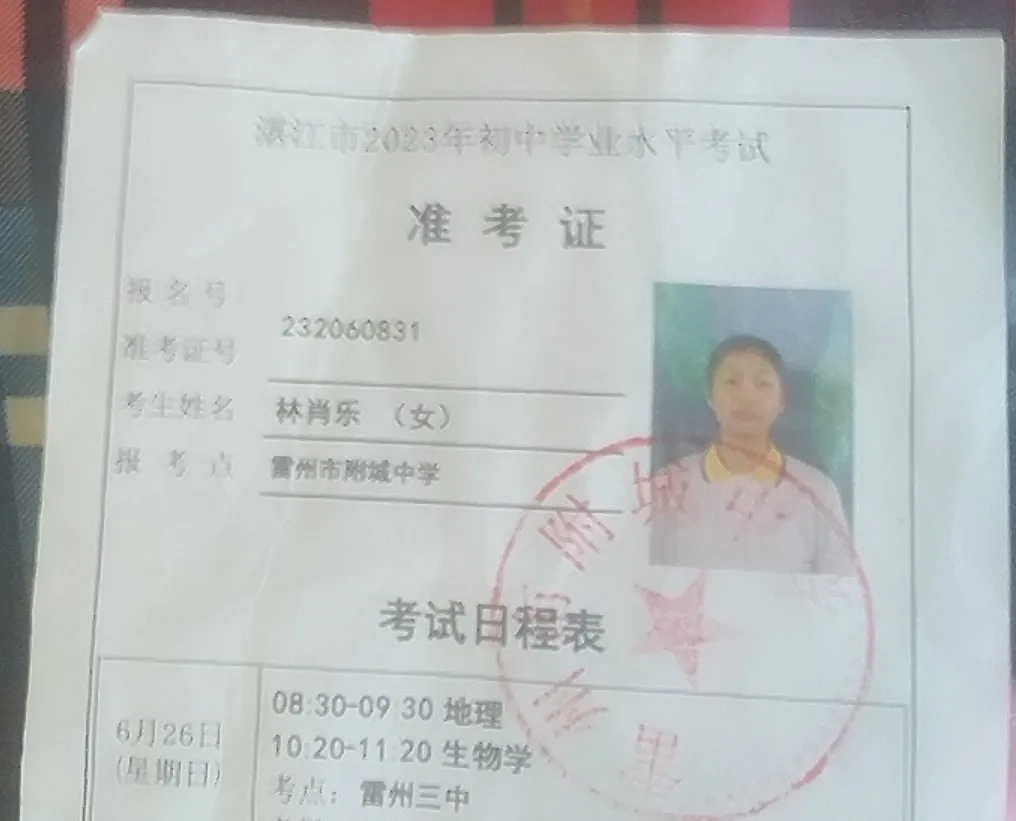 湛江市2023年初中学业水平考试
准 考 证
报 名 号
232060831
准考证号
考生姓名 林肖乐 （女）
报 考 点 雷州市附城中学
附城中
考试日程表
6月26日
(星期日)
08:30-09:30 地理
10:20-11:20 生物学
考点： 雷州三中